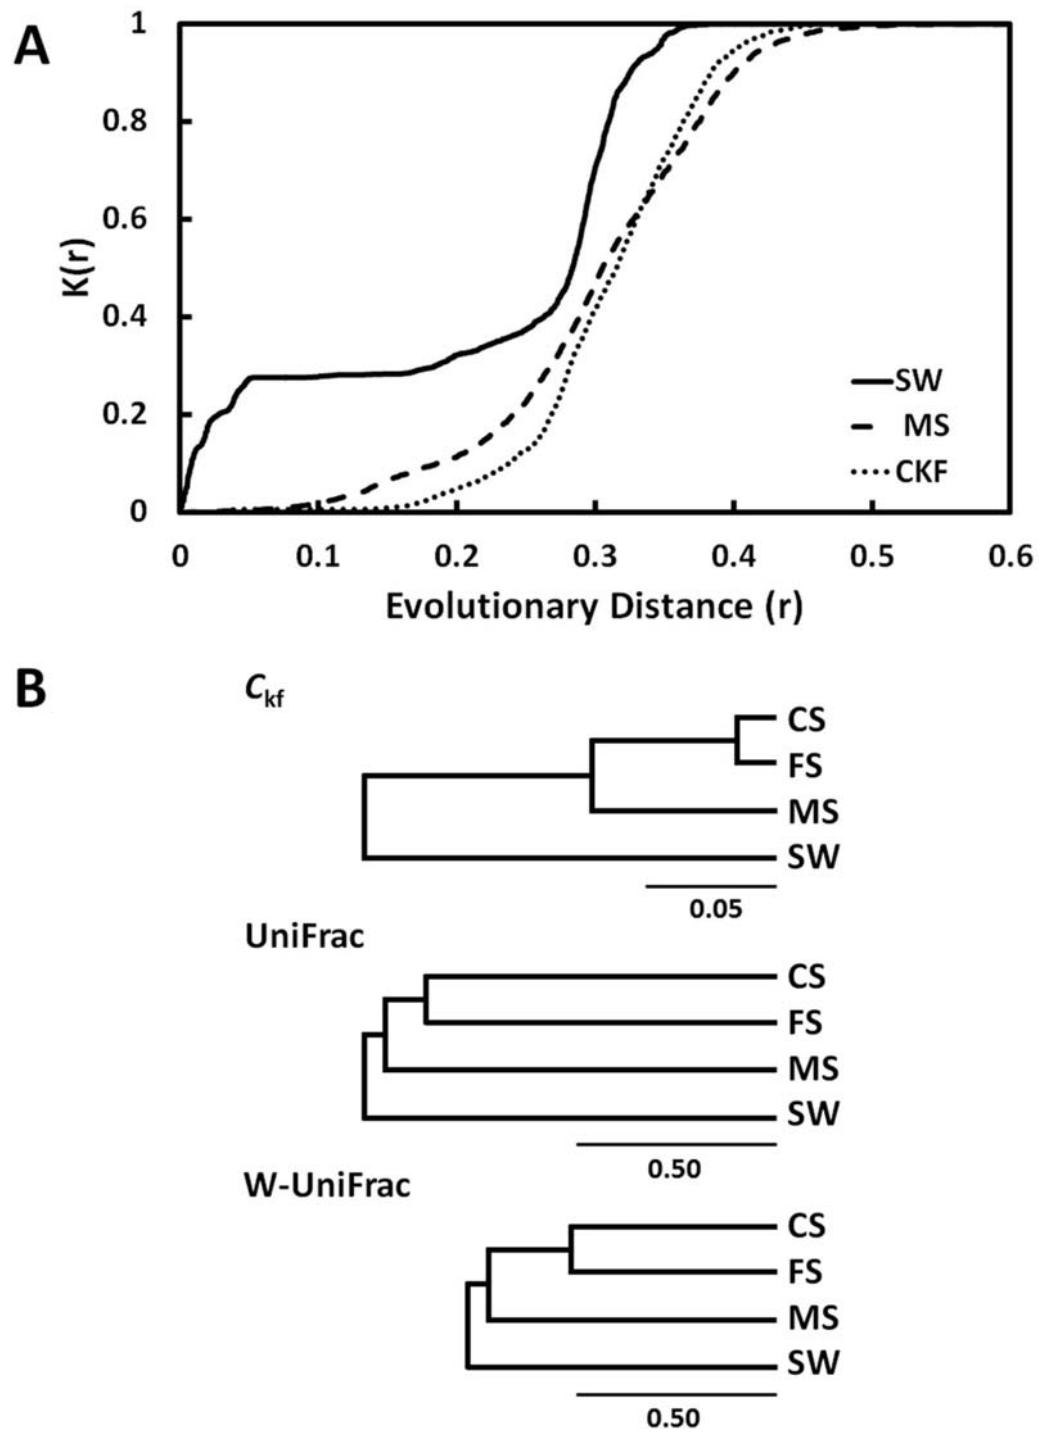 A
1
0.8
0.6
K(r)
0.4
0.2
0
SW
MS
CKF
0 0.1 0.2 0.3 0.4 0.5 0.6
Evolutionary Distance (r)
B
Ckf
CS
FS
MS
SW
0.05
UniFrac
CS
FS
MS
SW
0.50
W-UniFrac
CS
FS
MS
SW
0.50